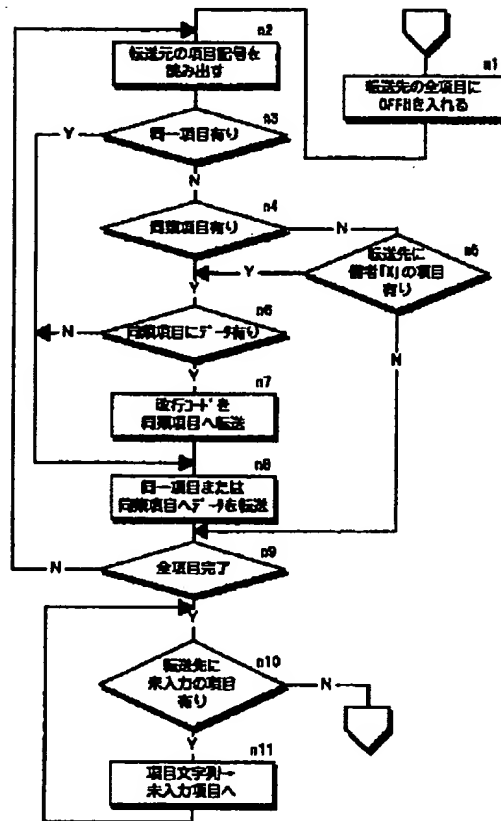 n1
転送先の全項目に
0FFHを入れる
n2
転送元の項目記号を
読み出す
n3
同一項目有り
Y
N
n4
同類項目有り
N
Y
n5
転送先に
備考「X」の項目
有り
Y
N
n6
同類項目にデータ有り
N
Y
n7
改行コードを
同類項目へ転送
n8
同一項目または
同類項目へデータを転送
n9
全項目完了
N
Y
n10
転送先に
未入力の項目
有り
N
Y
n11
項目文字列→
未入力項目へ